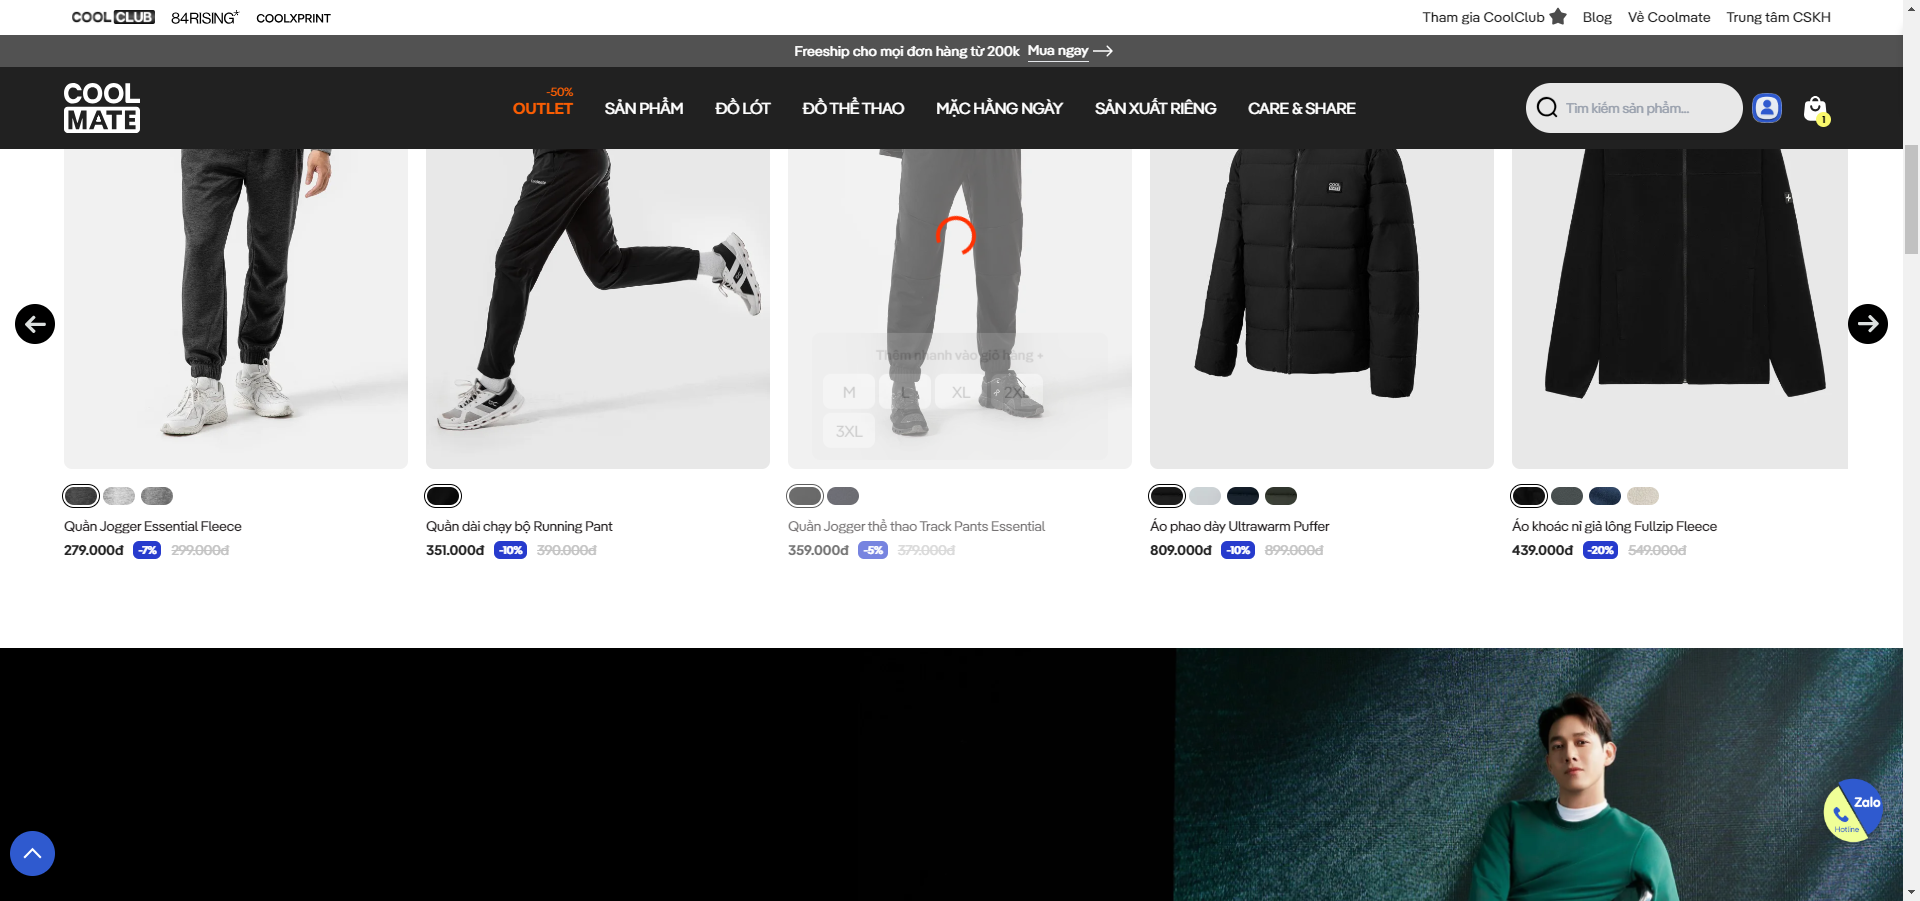 COOL CLUB 84RISING* COOLXPRINT Tham gia CoolClub Blog Về Coolmate Trung tâm CSKH
Freeship cho mọi đơn hàng từ 200k Mua ngay
COOL
MATE
-50%
OUTLET SẢN PHẨM ĐỒ LÓT ĐỒ THỂ THAO MẶC HẰNG NGÀY SẢN XUẤT RIÊNG CARE & SHARE
Tìm kiếm sản phẩm...
1
COOL
MATE
Thêm nhanh vào giỏ hàng +
M L XL 2XL
3XL
Quần Jogger Essential Fleece
279.000đ -7% 299.000đ
Quần dài chạy bộ Running Pant
351.000đ -10% 390.000đ
Quần Jogger thể thao Track Pants Essential
359.000đ -5% 379.000đ
Áo phao dày Ultrawarm Puffer
809.000đ -10% 899.000đ
Áo khoác nỉ giả lông Fullzip Fleece
439.000đ -20% 549.000đ
Zalo
Hotline